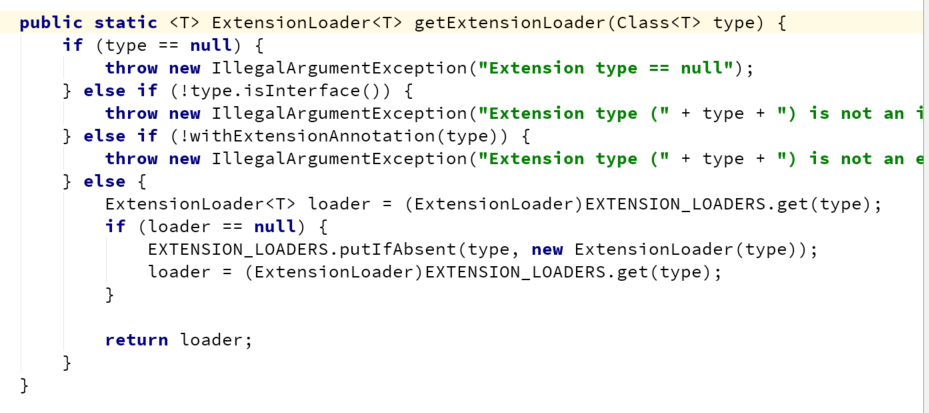 public static <T> ExtensionLoader<T> getExtensionLoader(Class<T> type) {
    if (type == null) {
        throw new IllegalArgumentException("Extension type == null");
    } else if (!type.isInterface()) {
        throw new IllegalArgumentException("Extension type (" + type + ") is not an i
    } else if (!withExtensionAnnotation(type)) {
        throw new IllegalArgumentException("Extension type (" + type + ") is not an e
    } else {
        ExtensionLoader<T> loader = (ExtensionLoader)EXTENSION_LOADERS.get(type);
        if (loader == null) {
            EXTENSION_LOADERS.putIfAbsent(type, new ExtensionLoader(type));
            loader = (ExtensionLoader)EXTENSION_LOADERS.get(type);
        }
        return loader;
    }
}